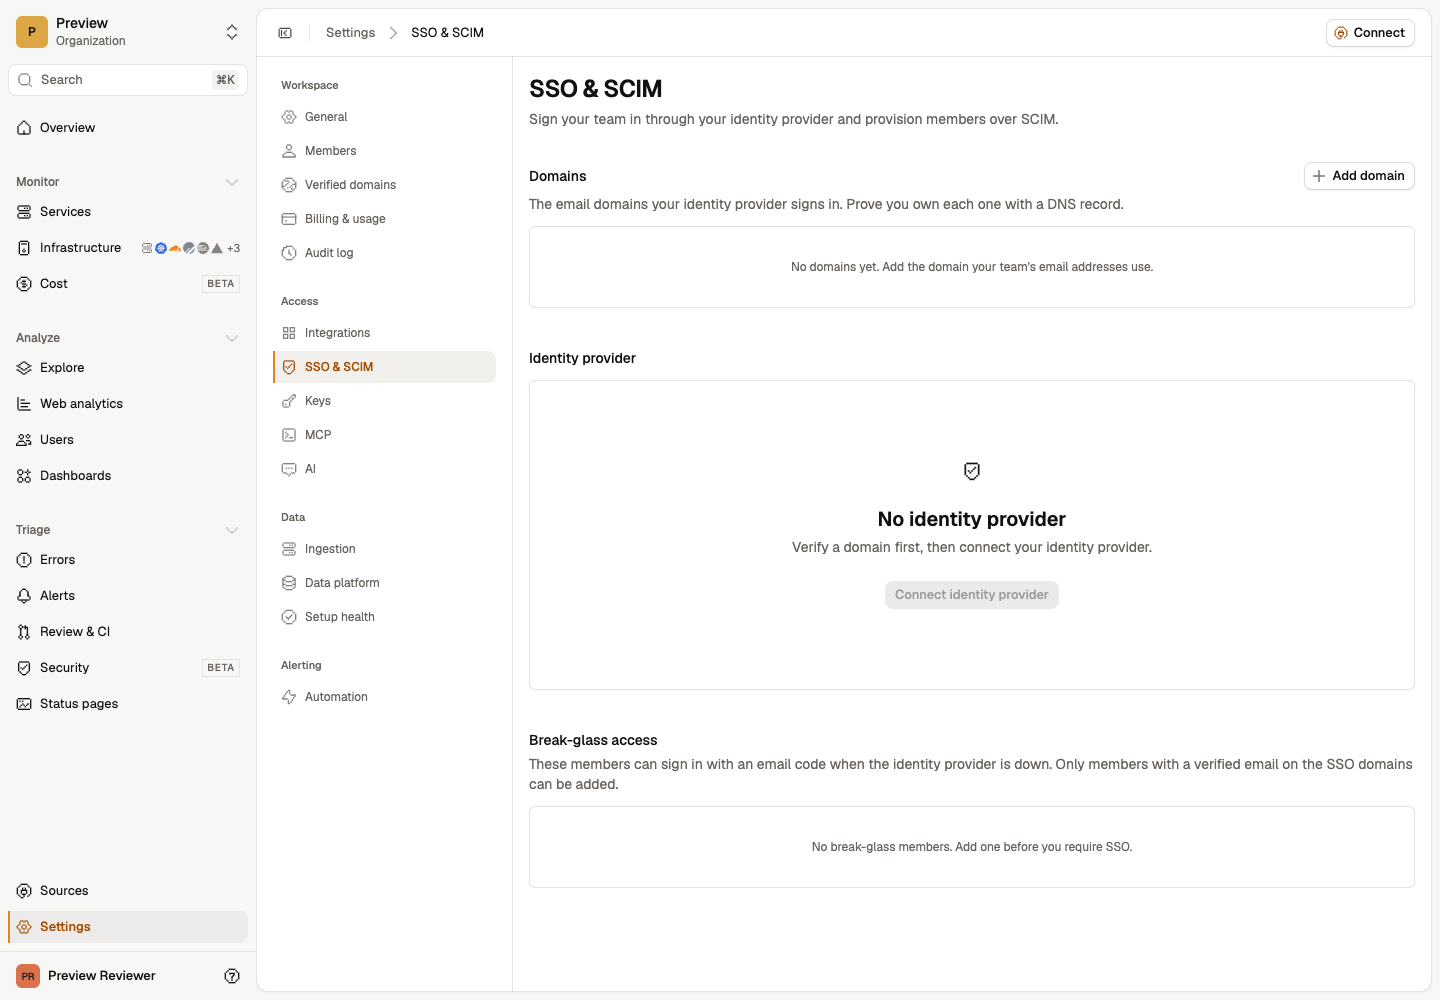 P
Preview
Organization
Search
⌘K
Overview
Monitor
Services
Infrastructure
+3
Cost
BETA
Analyze
Explore
Web analytics
Users
Dashboards
Triage
Errors
Alerts
Review & CI
Security
BETA
Status pages
Sources
Settings
PR
Preview Reviewer
Settings
SSO & SCIM
Connect
Workspace
General
Members
Verified domains
Billing & usage
Audit log
Access
Integrations
SSO & SCIM
Keys
MCP
AI
Data
Ingestion
Data platform
Setup health
Alerting
Automation
SSO & SCIM
Sign your team in through your identity provider and provision members over SCIM.
Domains
Add domain
The email domains your identity provider signs in. Prove you own each one with a DNS record.
No domains yet. Add the domain your team's email addresses use.
Identity provider
No identity provider
Verify a domain first, then connect your identity provider.
Connect identity provider
Break-glass access
These members can sign in with an email code when the identity provider is down. Only members with a verified email on the SSO domains
can be added.
No break-glass members. Add one before you require SSO.